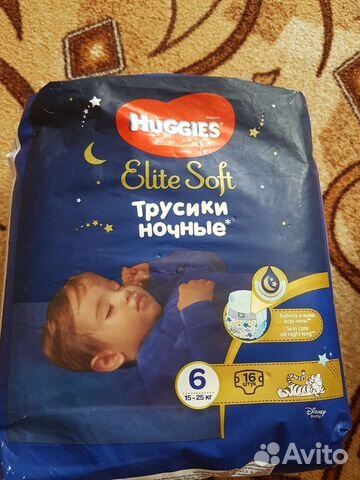 HUGGIES
Elite Soft
Трусики
ночные*
Забота о коже
всю ночь**
Skin care
all night long**
6
15-25 кг
16
штук
Disney
BABY
Avito